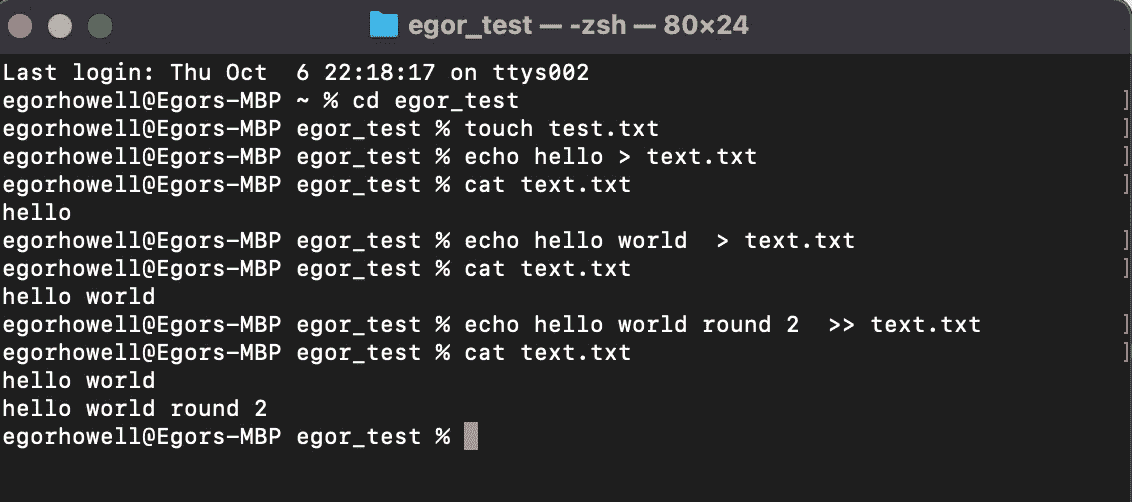 egor_test — -zsh — 80×24
Last login: Thu Oct  6 22:18:17 on ttys002
egorhowell@Egors-MBP ~ % cd egor_test ]
egorhowell@Egors-MBP egor_test % touch test.txt ]
egorhowell@Egors-MBP egor_test % echo hello > text.txt ]
egorhowell@Egors-MBP egor_test % cat text.txt ]
hello
egorhowell@Egors-MBP egor_test % echo hello world  > text.txt ]
egorhowell@Egors-MBP egor_test % cat text.txt ]
hello world
egorhowell@Egors-MBP egor_test % echo hello world round 2  >> text.txt ]
egorhowell@Egors-MBP egor_test % cat text.txt ]
hello world
hello world round 2
egorhowell@Egors-MBP egor_test %